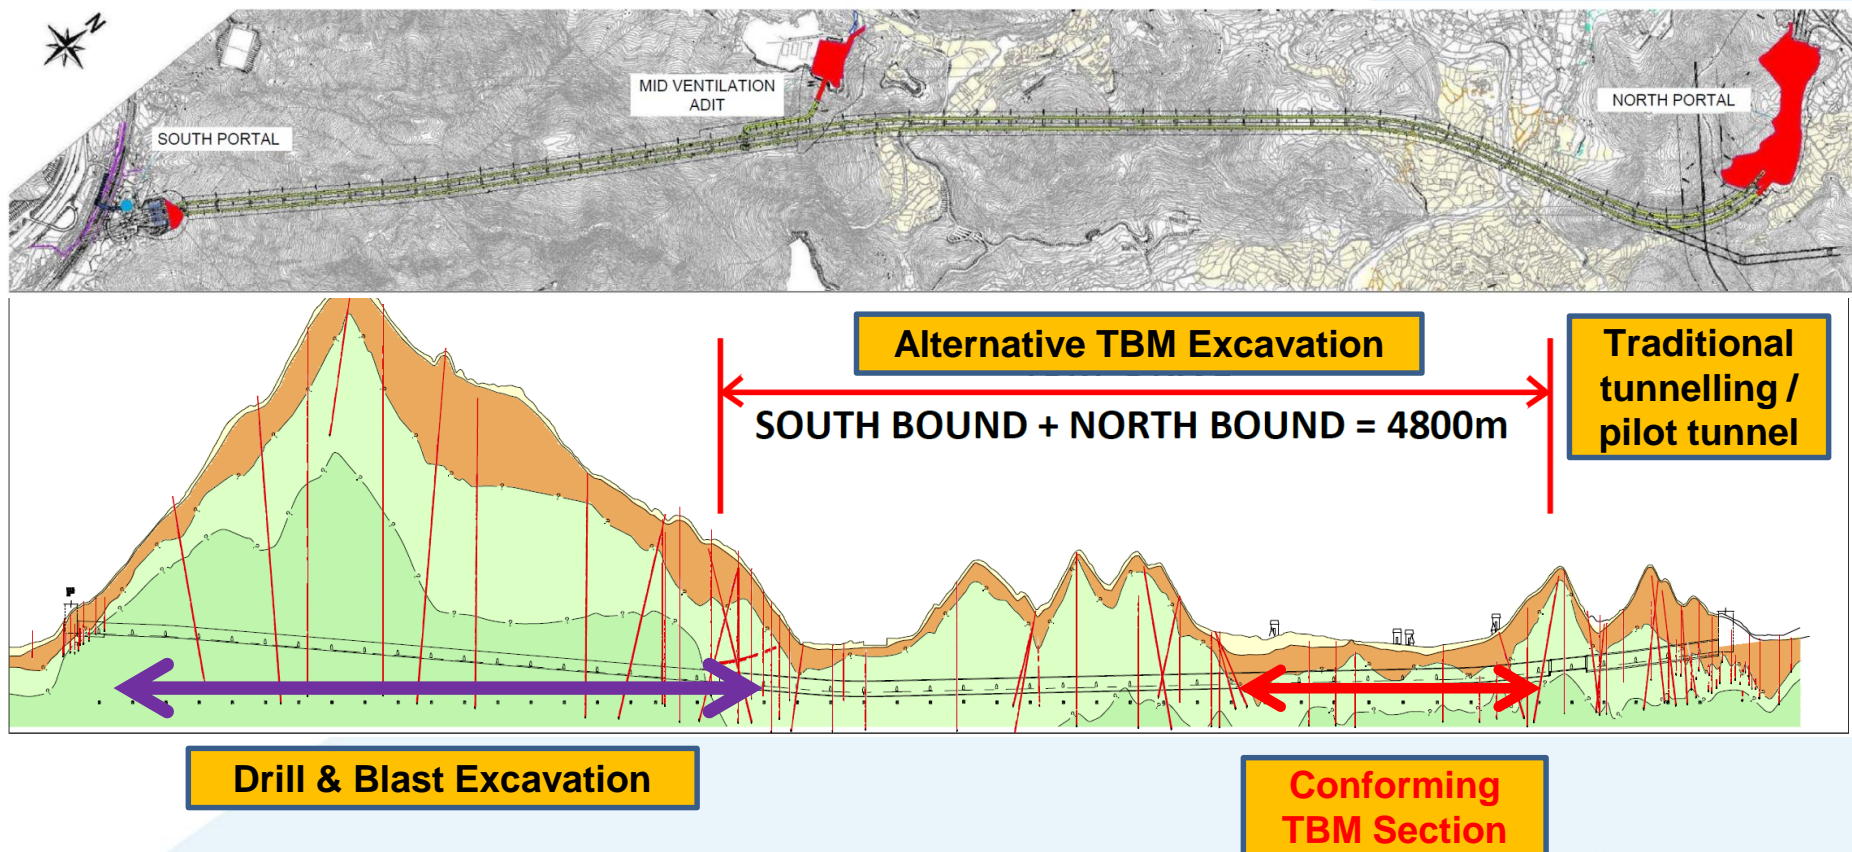 N
MID VENTILATION
ADIT
NORTH PORTAL
SOUTH PORTAL
Alternative TBM Excavation
SOUTH BOUND + NORTH BOUND = 4800m
Traditional
tunnelling /
pilot tunnel
Drill & Blast Excavation
Conforming
TBM Section